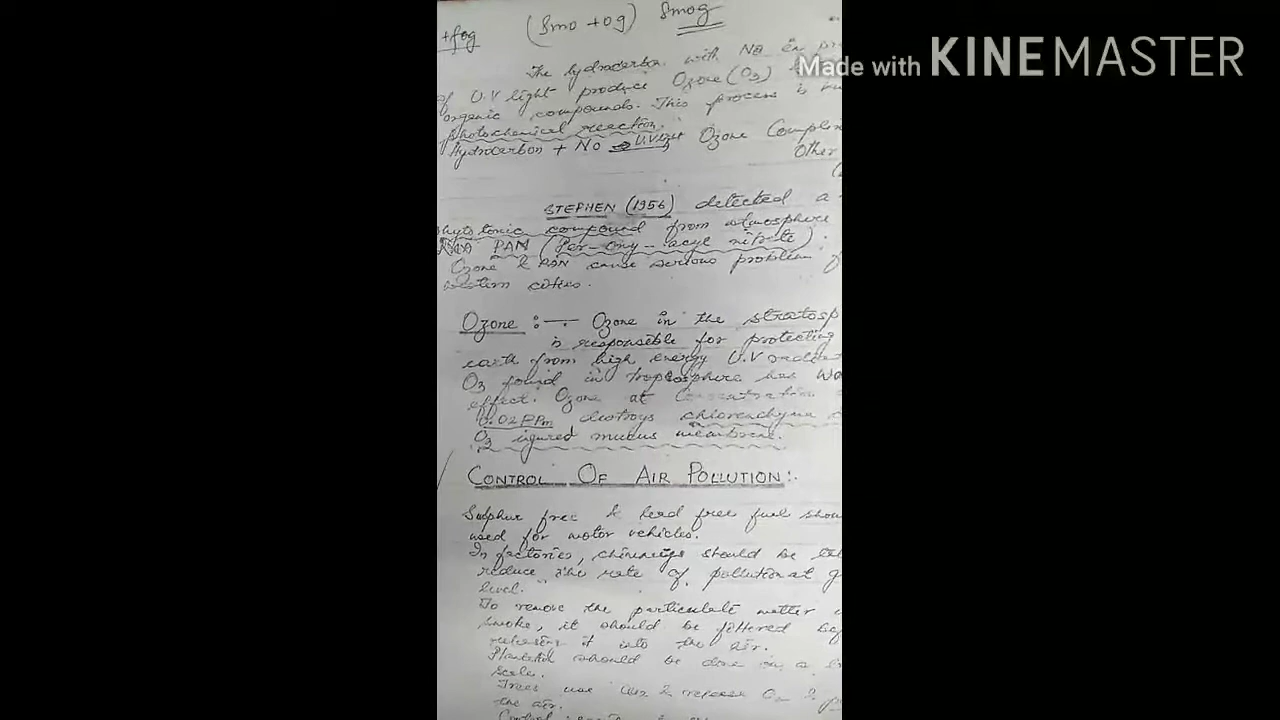 +fog (Smo + og) Smog
Made with KINEMASTER
The hydrocarbon with NO in pr
of U.V light produce Ozone (O3)
organic compounds. This process is
photochemical reaction.
Hydrocarbon + No → U.V light Ozone Complex
Other
STEPHEN (1956) detected a
phytotonic compound from atmosphere
PAN (Per-oxy-acyl nitrate)
Ozone & PAN cause serious problem
western cities.
Ozone :— Ozone in the stratosp
is responsible for protecting
earth from high energy U.V radiat
O3 found in troposphere has
effect. Ozone at Concentration
0.02 PPm destroys chlorenchyma
O3 injured mucus membrane.
CONTROL OF AIR POLLUTION:-
Sulphur free & lead free fuel shou
used for motor vehicles.
In factories, chimneys should be
reduce the rate of pollution at g
level.
To remove the particulate matter
smoke, it should be filtered bef
releasing it into the air.
should be done on a
scale.
Trees use & release O2 & p
the air.